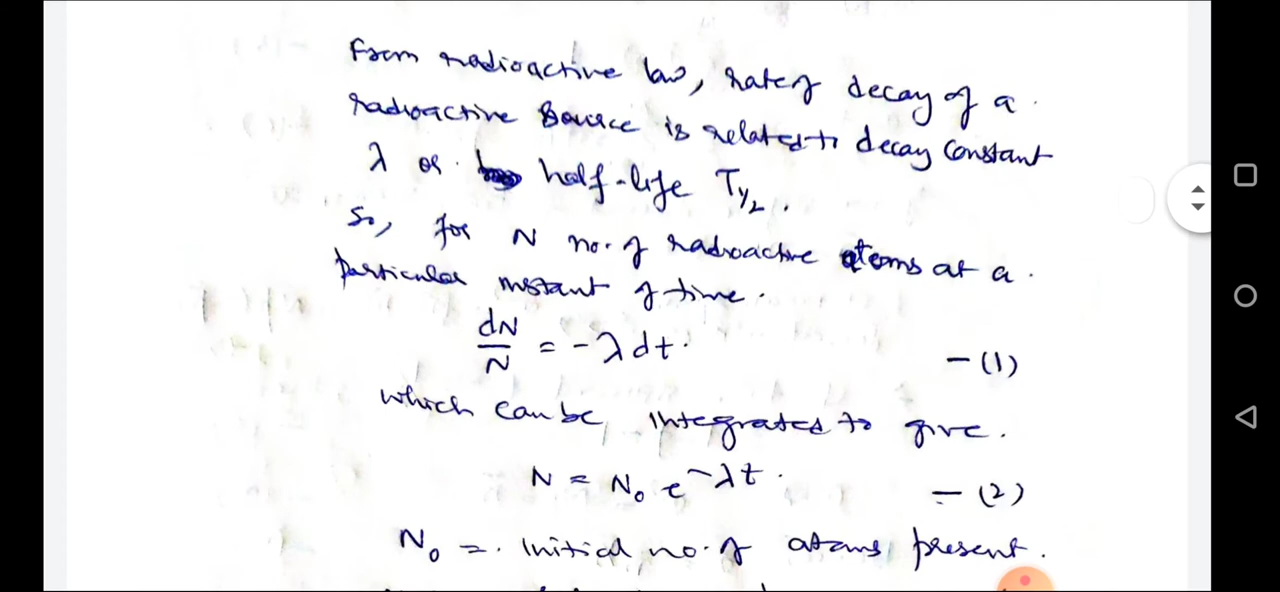 From radioactive law, rate of decay of a
radioactive source is related to decay constant
λ or half-life T1/2.
So, for N no. of radioactive atoms at a
particular instant of time.
dN/N = -λdt. -(1)
which can be integrated to give.
N = N₀ e^-λt. -(2)
N₀ = Initial no. of atoms present.